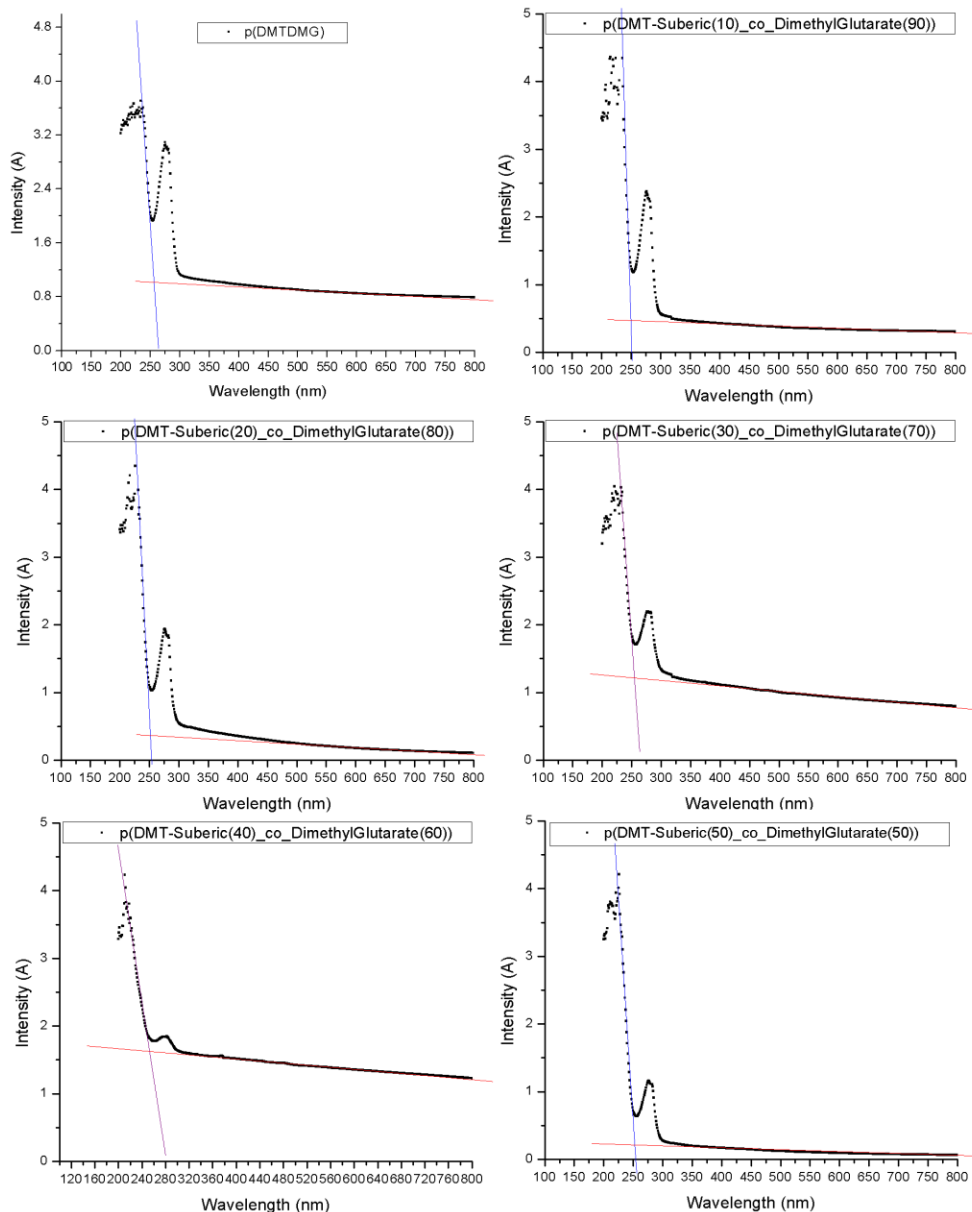 p(DMTDMG)
Intensity (A)
4.8
4.0
3.2
2.4
1.6
0.8
0.0
100 150 200 250 300 350 400 450 500 550 600 650 700 750 800
Wavelength (nm)
p(DMT-Suberic(10)_co_DimethylGlutarate(90))
Intensity (A)
5
4
3
2
1
0
100 150 200 250 300 350 400 450 500 550 600 650 700 750 800
Wavelength (nm)
p(DMT-Suberic(20)_co_DimethylGlutarate(80))
Intensity (A)
5
4
3
2
1
0
100 150 200 250 300 350 400 450 500 550 600 650 700 750 800
Wavelength (nm)
p(DMT-Suberic(30)_co_DimethylGlutarate(70))
Intensity (A)
5
4
3
2
1
0
100 150 200 250 300 350 400 450 500 550 600 650 700 750 800
Wavelength (nm)
p(DMT-Suberic(40)_co_DimethylGlutarate(60))
Intensity (A)
5
4
3
2
1
0
120 160 200 240 280 320 360 400 440 480 520 560 600 640 680 720 760 800
Wavelength (nm)
p(DMT-Suberic(50)_co_DimethylGlutarate(50))
Intensity (A)
5
4
3
2
1
0
100 150 200 250 300 350 400 450 500 550 600 650 700 750 800
Wavelength (nm)